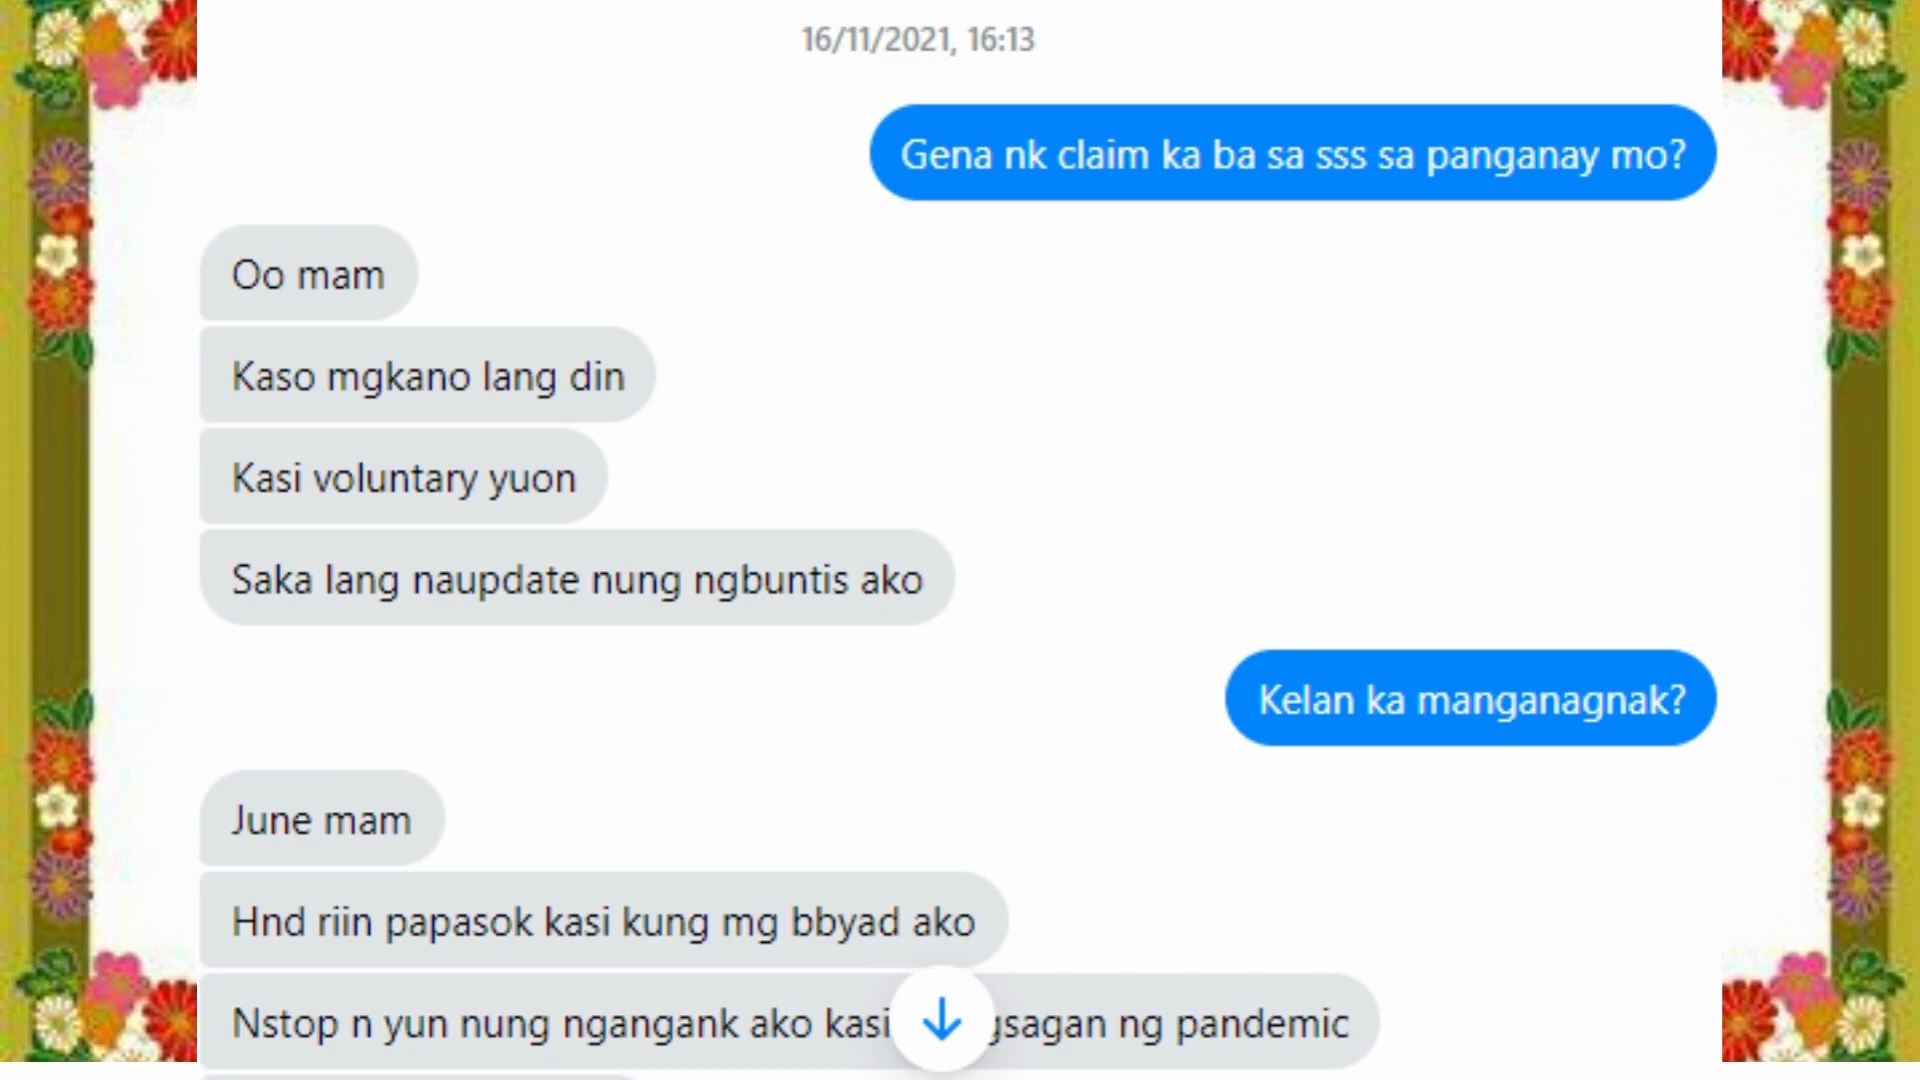 16/11/2021, 16:13
Gena nk claim ka ba sa sss sa panganay mo?
Oo mam
Kaso mgkano lang din
Kasi voluntary yuon
Saka lang naupdate nung ngbuntis ako
Kelan ka manganagnak?
June mam
Hnd riin papasok kasi kung mg bbyad ako
Nstop n yun nung ngangank ako kasi ng pandemic